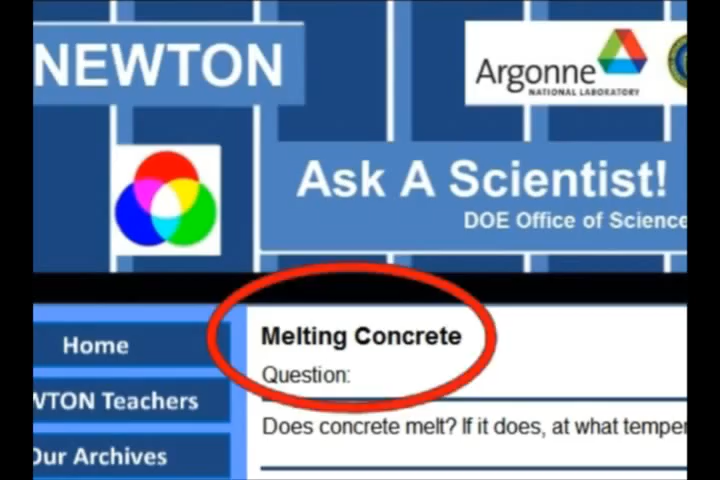 NEWTON
Argonne
NATIONAL LABORATORY
Ask A Scientist!
DOE Office of Science
Home
Melting Concrete
Question:
WTON Teachers
Our Archives
Does concrete melt? If it does, at what temper